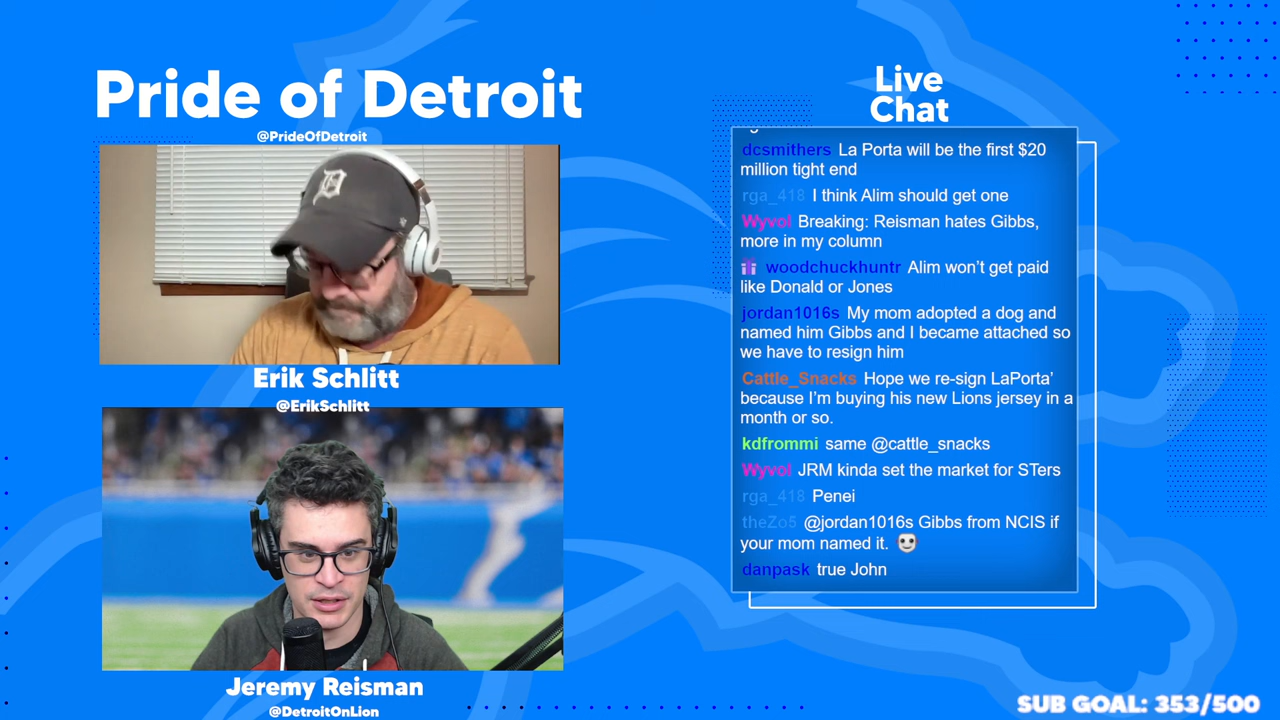 Pride of Detroit
@PrideOfDetroit
Erik Schlitt
@ErikSchlitt
Jeremy Reisman
@DetroitOnLion
Live
Chat
dcsmithers La Porta will be the first $20
million tight end
rga_418 I think Alim should get one
Wyvol Breaking: Reisman hates Gibbs,
more in my column
woodchuckhuntr Alim won’t get paid
like Donald or Jones
jordan1016s My mom adopted a dog and
named him Gibbs and I became attached so
we have to resign him
Cattle_Snacks Hope we re-sign LaPorta’
because I’m buying his new Lions jersey in a
month or so.
kdfrommi same @cattle_snacks
Wyvol JRM kinda set the market for STers
rga_418 Penei
theZo5 @jordan1016s Gibbs from NCIS if
your mom named it.
danpask true John
SUB GOAL: 353/500